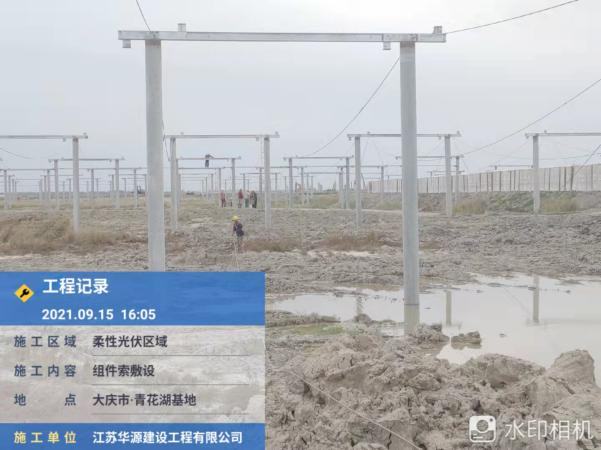 工程记录
2021.09.15 16:05
施工区域 柔性光伏区域
施工内容 组件索敷设
地点 大庆市·青花湖基地
施工单位 江苏华源建设工程有限公司
水印相机